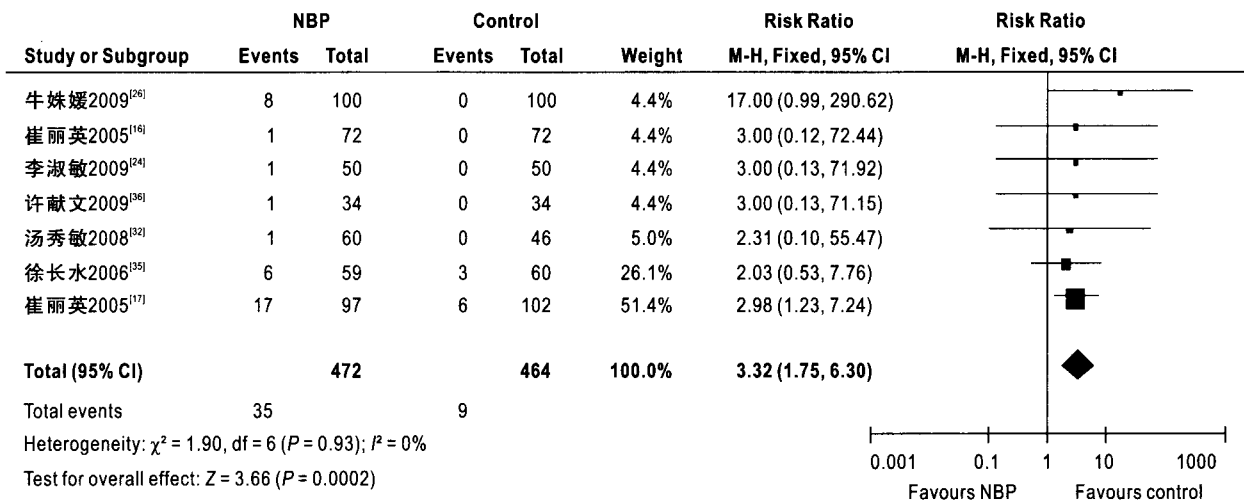 NBP Control Risk Ratio Risk Ratio
Study or Subgroup Events Total Events Total Weight M-H, Fixed, 95% CI M-H, Fixed, 95% CI
牛姝媛2009[26] 8 100 0 100 4.4% 17.00 (0.99, 290.62)
崔丽英2005[16] 1 72 0 72 4.4% 3.00 (0.12, 72.44)
李淑敏2009[24] 1 50 0 50 4.4% 3.00 (0.13, 71.92)
许献文2009[36] 1 34 0 34 4.4% 3.00 (0.13, 71.15)
汤秀敏2008[32] 1 60 0 46 5.0% 2.31 (0.10, 55.47)
徐长水2006[35] 6 59 3 60 26.1% 2.03 (0.53, 7.76)
崔丽英2005[17] 17 97 6 102 51.4% 2.98 (1.23, 7.24)
Total (95% CI) 472 464 100.0% 3.32 (1.75, 6.30)
Total events 35 9
Heterogeneity: χ² = 1.90, df = 6 (P = 0.93); I² = 0%
Test for overall effect: Z = 3.66 (P = 0.0002)
0.001 0.1 1 10 1000
Favours NBP Favours control